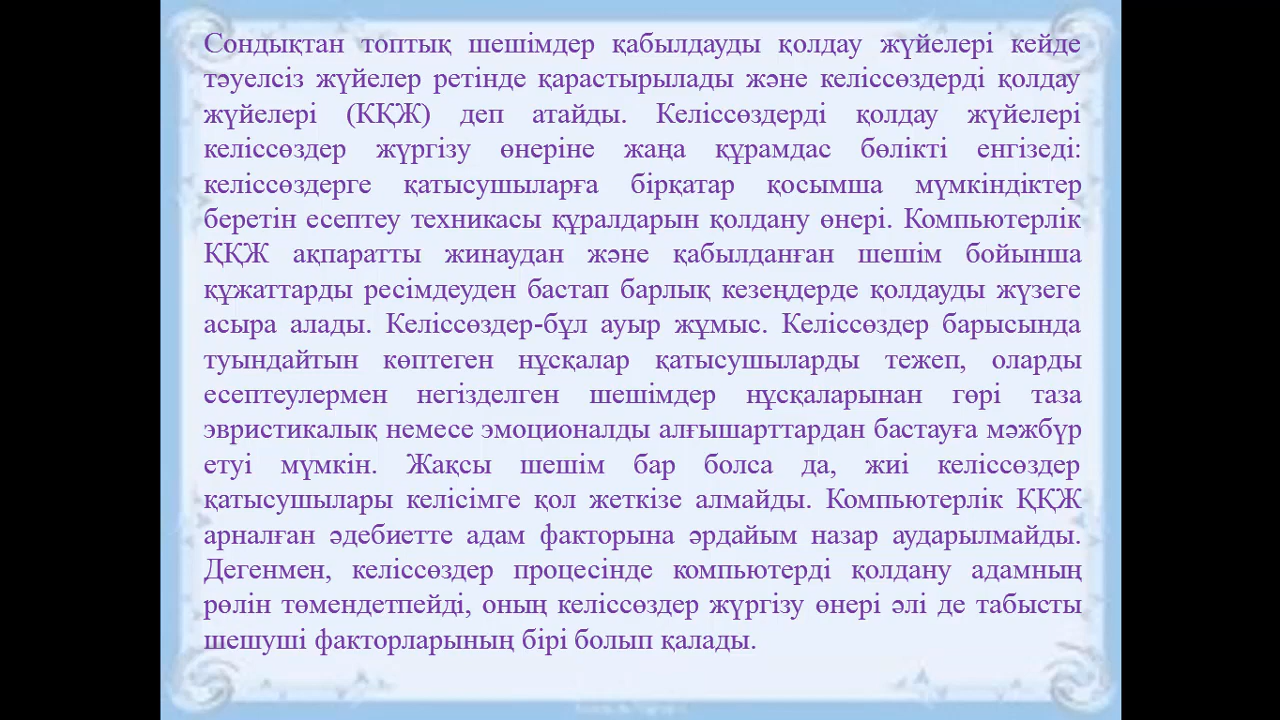 Сондықтан топтық шешімдер қабылдауды қолдау жүйелері кейде
тәуелсіз жүйелер ретінде қарастырылады және келіссөздерді қолдау
жүйелері (КҚЖ) деп атайды. Келіссөздерді қолдау жүйелері
келіссөздер жүргізу өнеріне жаңа құрамдас бөлікті енгізеді:
келіссөздерге қатысушыларға бірқатар қосымша мүмкіндіктер
беретін есептеу техникасы құралдарын қолдану өнері. Компьютерлік
ҚҚЖ ақпаратты жинаудан және қабылданған шешім бойынша
құжаттарды ресімдеуден бастап барлық кезеңдерде қолдауды жүзеге
асыра алады. Келіссөздер-бұл ауыр жұмыс. Келіссөздер барысында
туындайтын көптеген нұсқалар қатысушыларды тежеп, оларды
есептеулермен негізделген шешімдер нұсқаларынан гөрі таза
эвристикалық немесе эмоционалды алғышарттардан бастауға мәжбүр
етуі мүмкін. Жақсы шешім бар болса да, жиі келіссөздер
қатысушылары келісімге қол жеткізе алмайды. Компьютерлік ҚҚЖ
арналған әдебиетте адам факторына әрдайым назар аударылмайды.
Дегенмен, келіссөздер процесінде компьютерді қолдану адамның
рөлін төмендетпейді, оның келіссөздер жүргізу өнері әлі де табысты
шешуші факторларының бірі болып қалады.